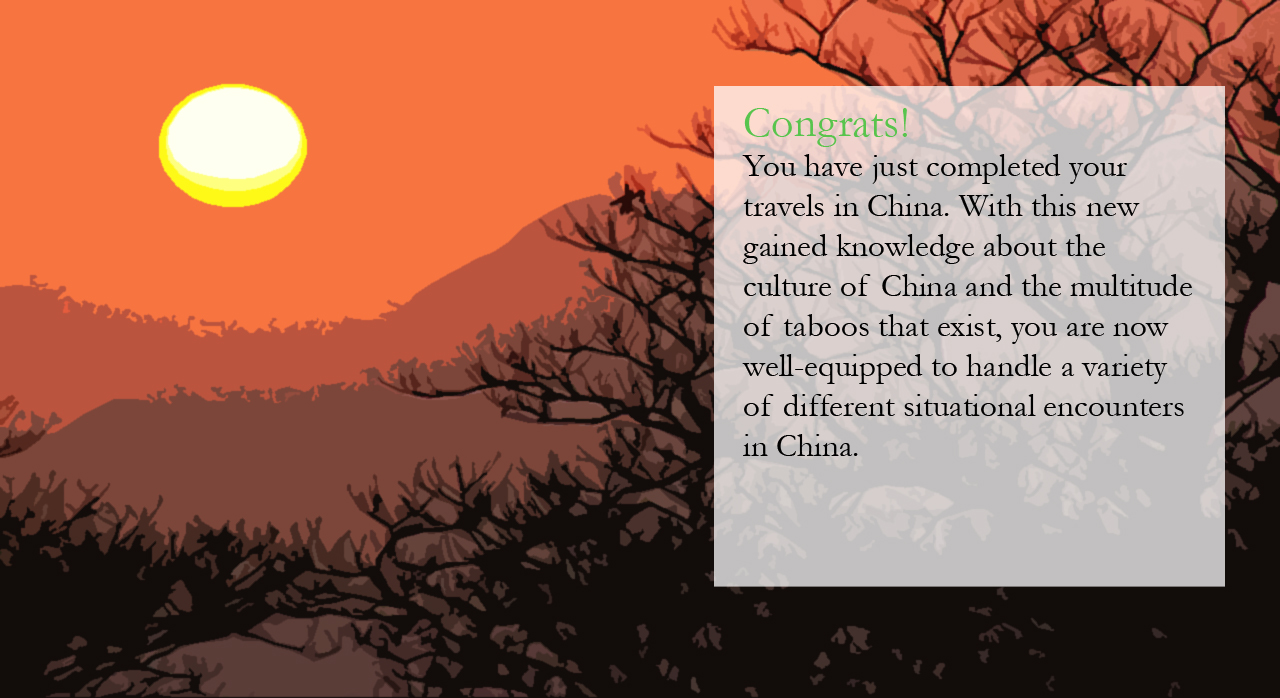 Congrats!
You have just completed your
travels in China. With this new
gained knowledge about the
culture of China and the multitude
of taboos that exist, you are now
well-equipped to handle a variety
of different situational encounters
in China.